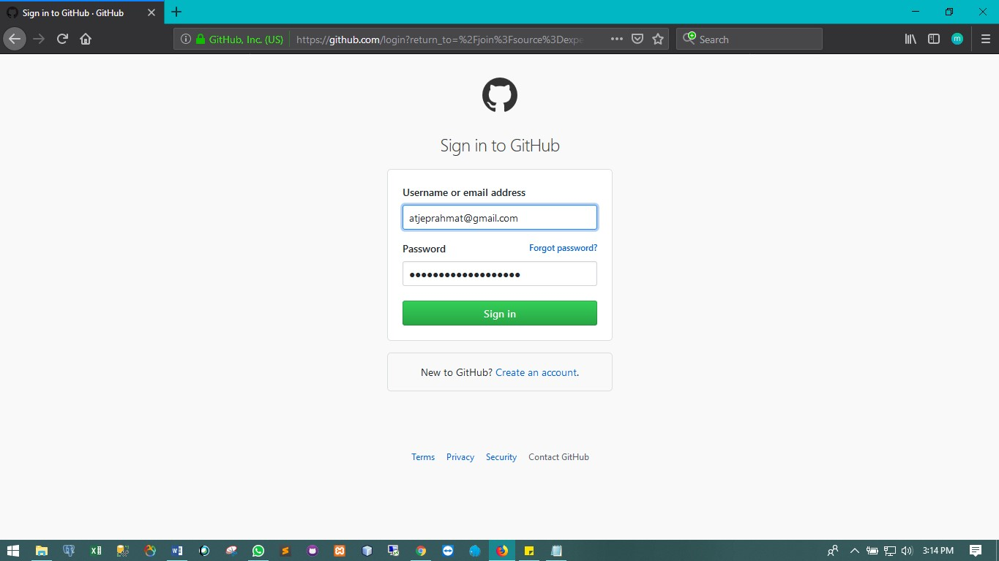 Sign in to GitHub · GitHub
GitHub, Inc. (US)
https://github.com/login?return_to=%2Fjoin%3Fsource%3Dexpe
Search
m
Sign in to GitHub
Username or email address
atjeprahmat@gmail.com
Password
Forgot password?
●●●●●●●●●●●●●●●●●●●
Sign in
New to GitHub? Create an account.
Terms Privacy Security Contact GitHub
3:14 PM